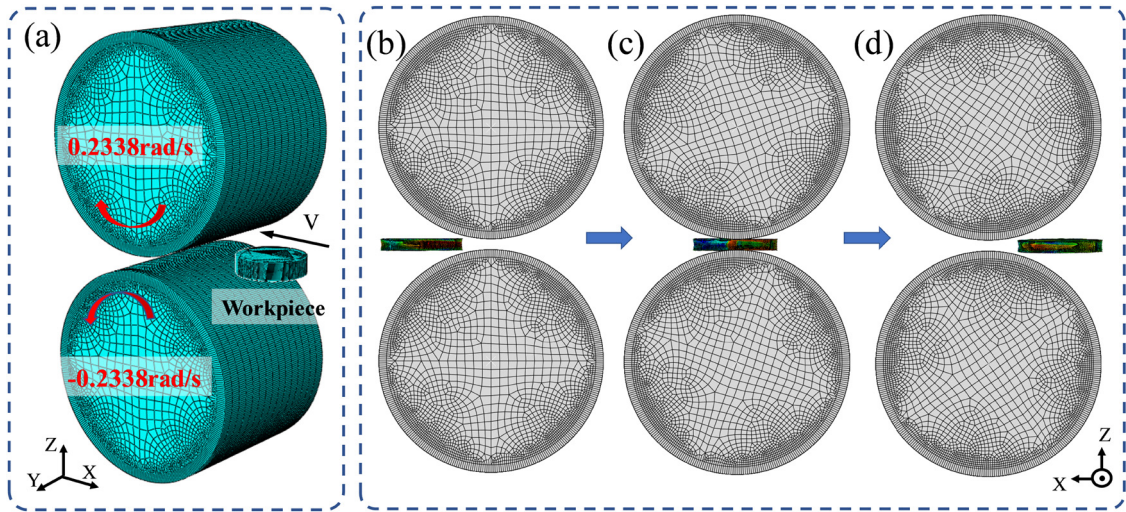 (a)
0.2338rad/s
V
Workpiece
-0.2338rad/s
Z
Y
X
(b)
(c)
(d)
Z
X